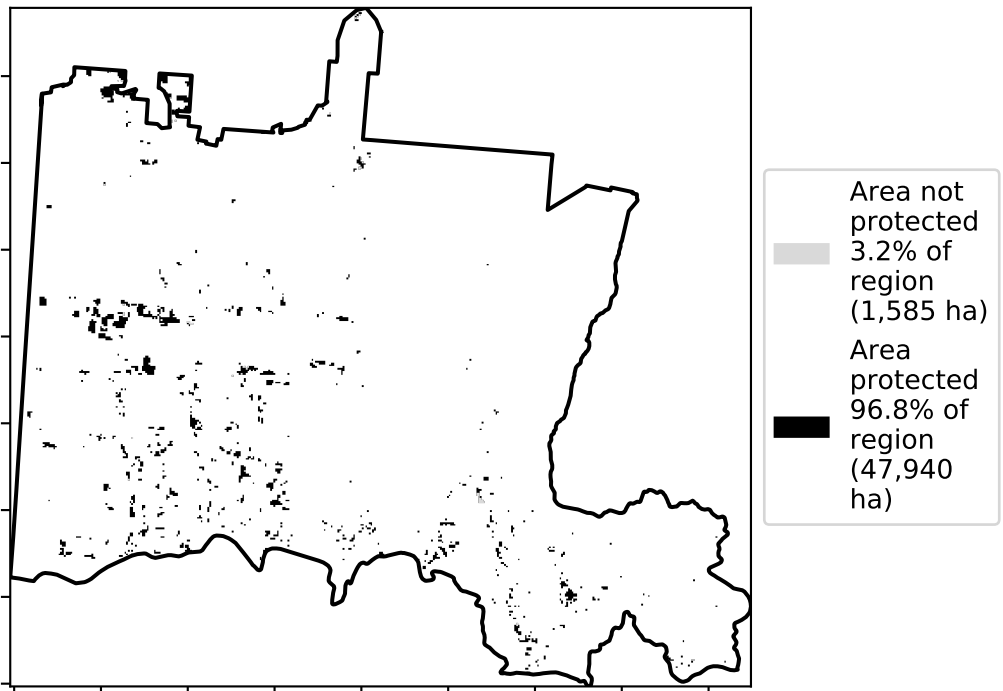 Area not
protected
3.2% of
region
(1,585 ha)
Area
protected
96.8% of
region
(47,940
ha)